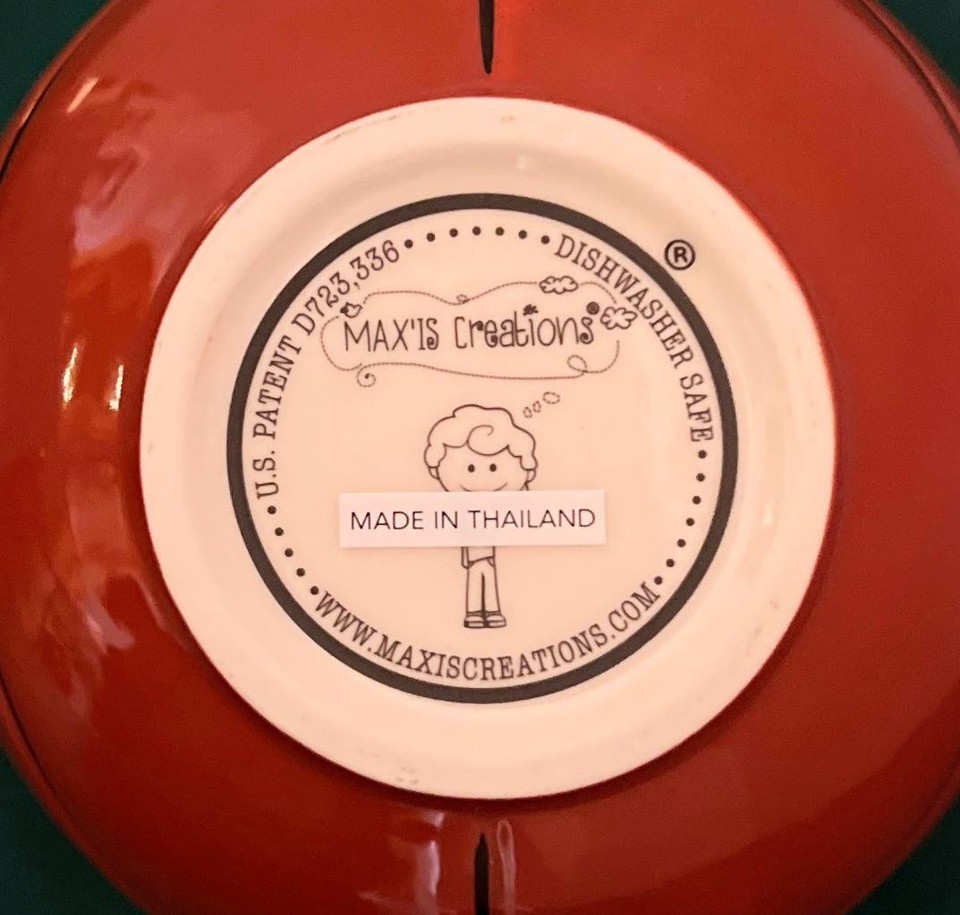 U.S. PATENT D723,336
DISHWASHER SAFE
®
MAX'IS Creations®
MADE IN THAILAND
WWW.MAXISCREATIONS.COM